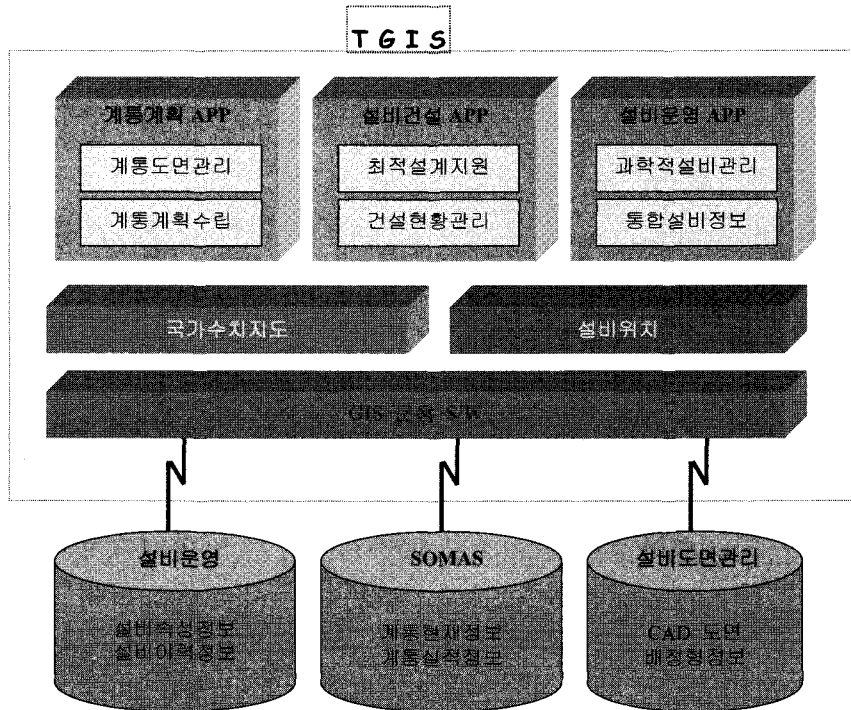 TGIS
계통계획 APP
설비건설 APP
설비운영 APP
계통도면관리
최적설계지원
과학적설비관리
계통계획수립
건설현황관리
통합설비정보
국가수치지도
설비위치
GIS S/W
설비운영
SOMAS
설비도면관리
설비속성정보
설비이력정보
계통현재정보
계통실적정보
CAD 도면
배정형정보